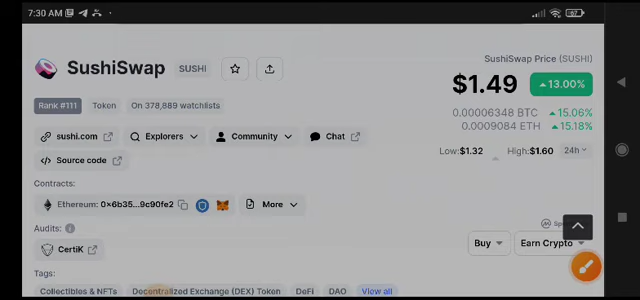 7:30 AM
67
SushiSwap SUSHI
SushiSwap Price (SUSHI)
$1.49 13.00%
Rank #111 Token On 378,889 watchlists
0.00006348 BTC 15.06%
0.0009084 ETH 15.18%
sushi.com Explorers Community Chat
Low:$1.32 High:$1.60 24h
Source code
Contracts:
Ethereum: 0x6b35...9c90fe2 More
Audits:
CertiK
Buy Earn Crypto
Tags:
Collectibles & NFTs Decentralized Exchange (DEX) Token DeFi DAO View all